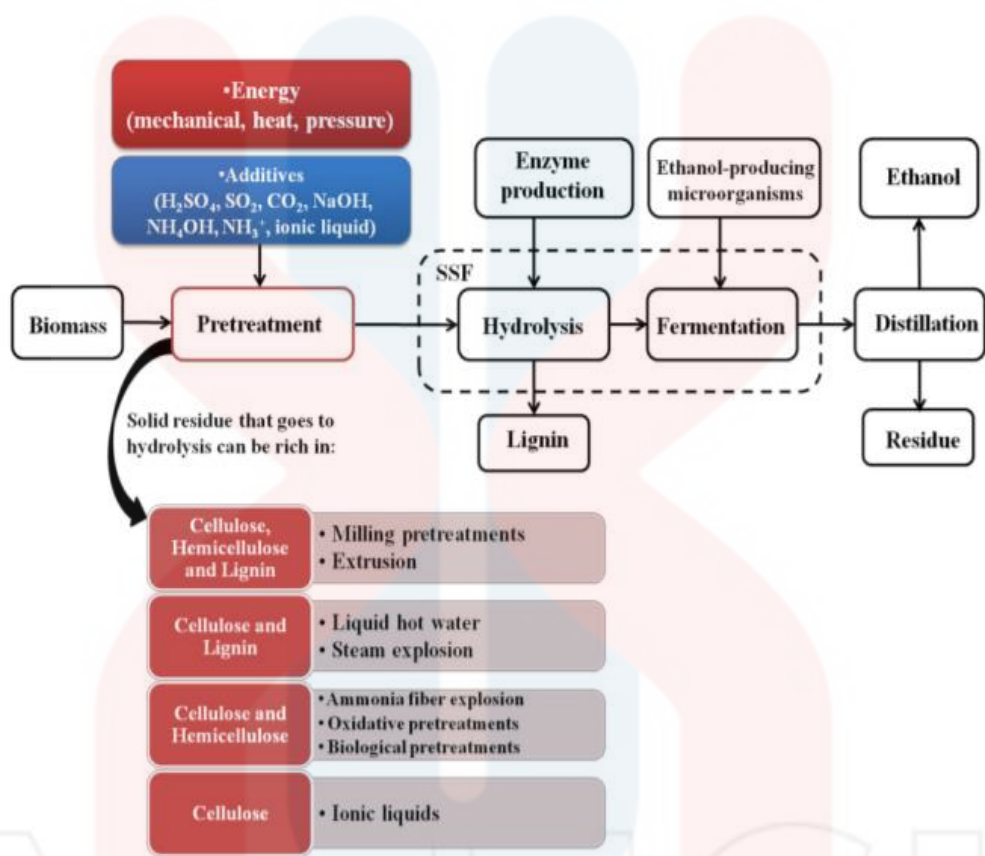 •Energy
(mechanical, heat, pressure)
•Additives
(H₂SO₄, SO₂, CO₂, NaOH,
NH₄OH, NH₃⁺, ionic liquid)
Enzyme
production
Ethanol-producing
microorganisms
Ethanol
SSF
Biomass
Pretreatment
Hydrolysis
Fermentation
Distillation
Solid residue that goes to
hydrolysis can be rich in:
Lignin
Residue
Cellulose,
Hemicellulose
and Lignin
• Milling pretreatments
• Extrusion
Cellulose and
Lignin
• Liquid hot water
• Steam explosion
Cellulose and
Hemicellulose
•Ammonia fiber explosion
•Oxidative pretreatments
•Biological pretreatments
Cellulose
• Ionic liquids